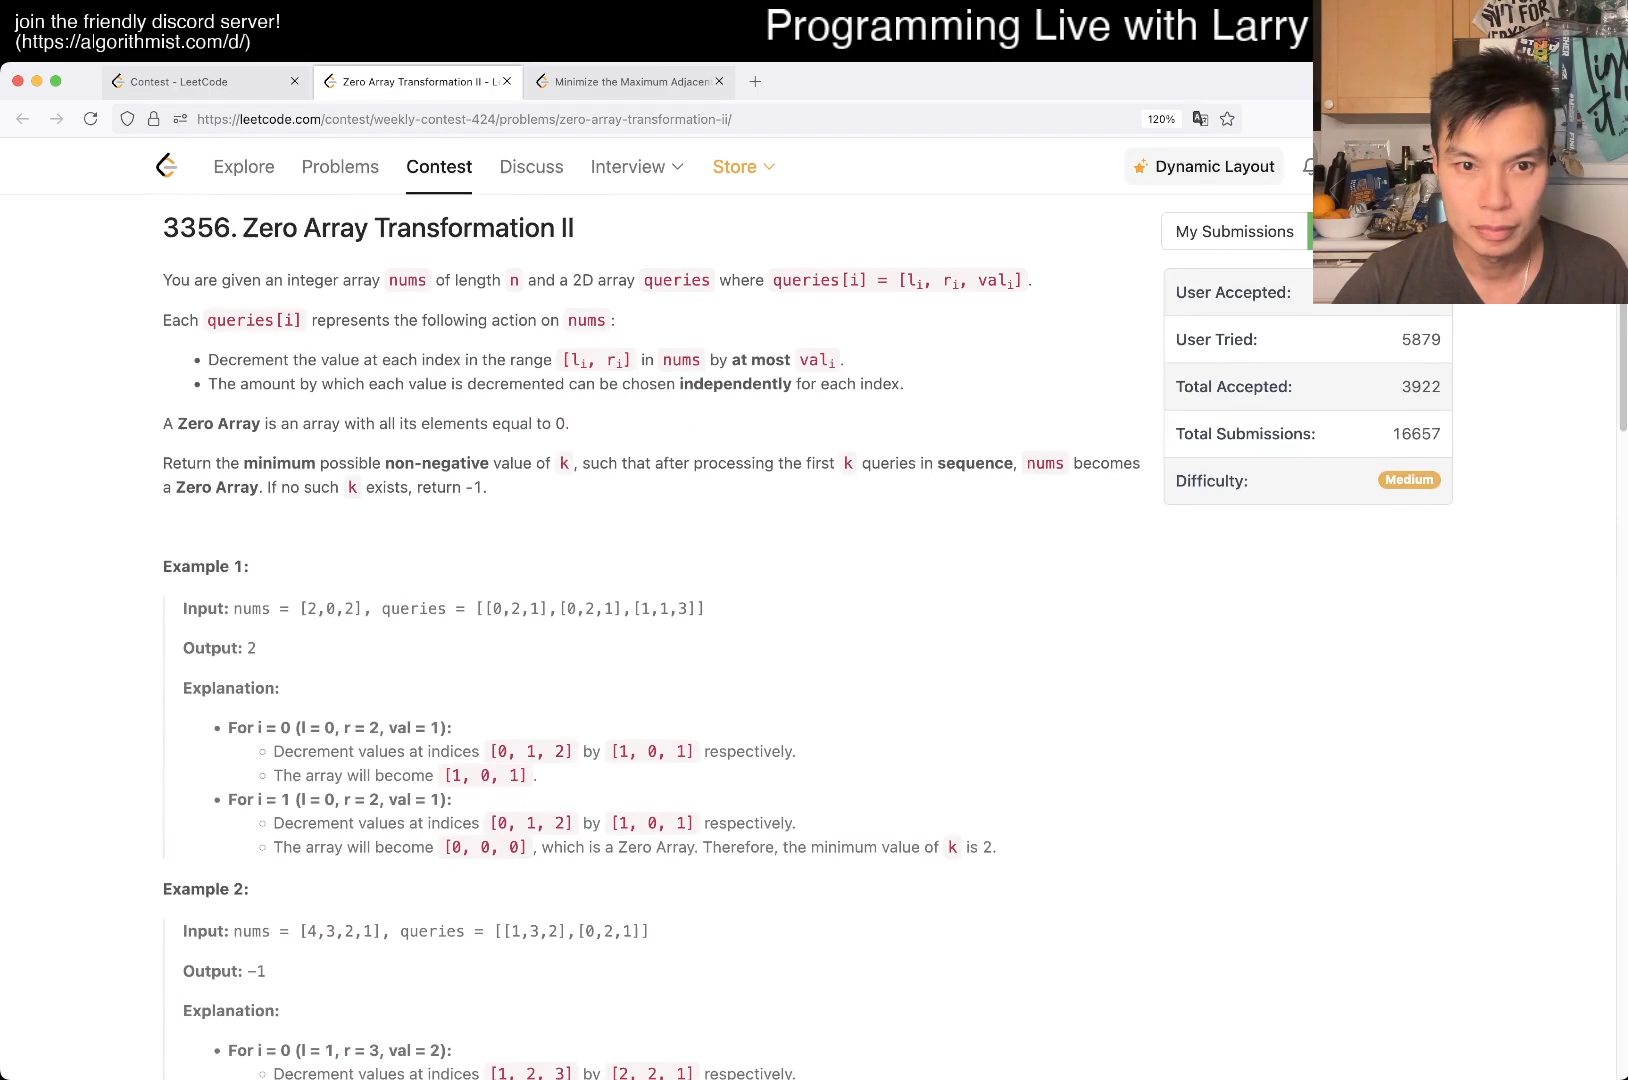 join the friendly discord server!
(https://algorithmist.com/d/)
Programming Live with Larry
Contest - LeetCode
Zero Array Transformation II - Le
Minimize the Maximum Adjacen
https://leetcode.com/contest/weekly-contest-424/problems/zero-array-transformation-ii/
120%
Explore Problems Contest Discuss Interview Store
Dynamic Layout
3356. Zero Array Transformation II
My Submissions
You are given an integer array nums of length n and a 2D array queries where queries[i] = [li, ri, vali].
Each queries[i] represents the following action on nums:
• Decrement the value at each index in the range [li, ri] in nums by at most vali.
• The amount by which each value is decremented can be chosen independently for each index.
A Zero Array is an array with all its elements equal to 0.
Return the minimum possible non-negative value of k, such that after processing the first k queries in sequence, nums becomes
a Zero Array. If no such k exists, return -1.
User Accepted:
User Tried: 5879
Total Accepted: 3922
Total Submissions: 16657
Difficulty: Medium
Example 1:
Input: nums = [2,0,2], queries = [[0,2,1],[0,2,1],[1,1,3]]
Output: 2
Explanation:
• For i = 0 (l = 0, r = 2, val = 1):
◦ Decrement values at indices [0, 1, 2] by [1, 0, 1] respectively.
◦ The array will become [1, 0, 1].
• For i = 1 (l = 0, r = 2, val = 1):
◦ Decrement values at indices [0, 1, 2] by [1, 0, 1] respectively.
◦ The array will become [0, 0, 0], which is a Zero Array. Therefore, the minimum value of k is 2.
Example 2:
Input: nums = [4,3,2,1], queries = [[1,3,2],[0,2,1]]
Output: -1
Explanation:
• For i = 0 (l = 1, r = 3, val = 2):
◦ Decrement values at indices [1, 2, 3] by [2, 2, 1] respectively.